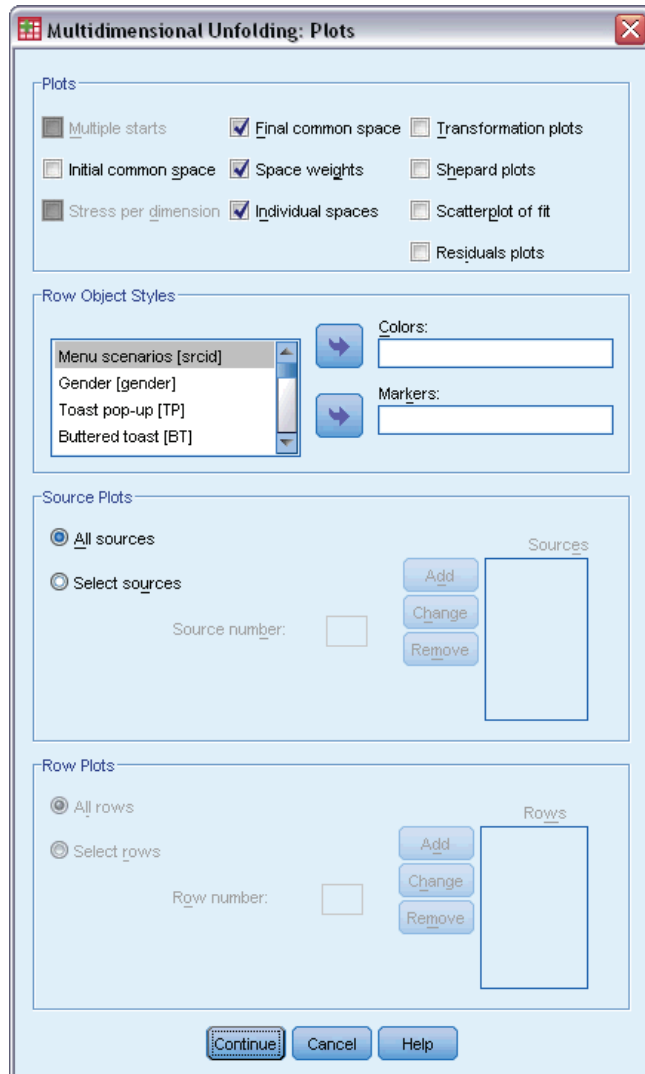 Multidimensional Unfolding: Plots
Plots
Multiple starts
Final common space
Transformation plots
Initial common space
Space weights
Shepard plots
Stress per dimension
Individual spaces
Scatterplot of fit
Residuals plots
Row Object Styles
Menu scenarios [srcid]
Gender [gender]
Toast pop-up [TP]
Buttered toast [BT]
Colors:
Markers:
Source Plots
All sources
Select sources
Source number:
Sources
Add
Change
Remove
Row Plots
All rows
Select rows
Row number:
Rows
Add
Change
Remove
Continue
Cancel
Help